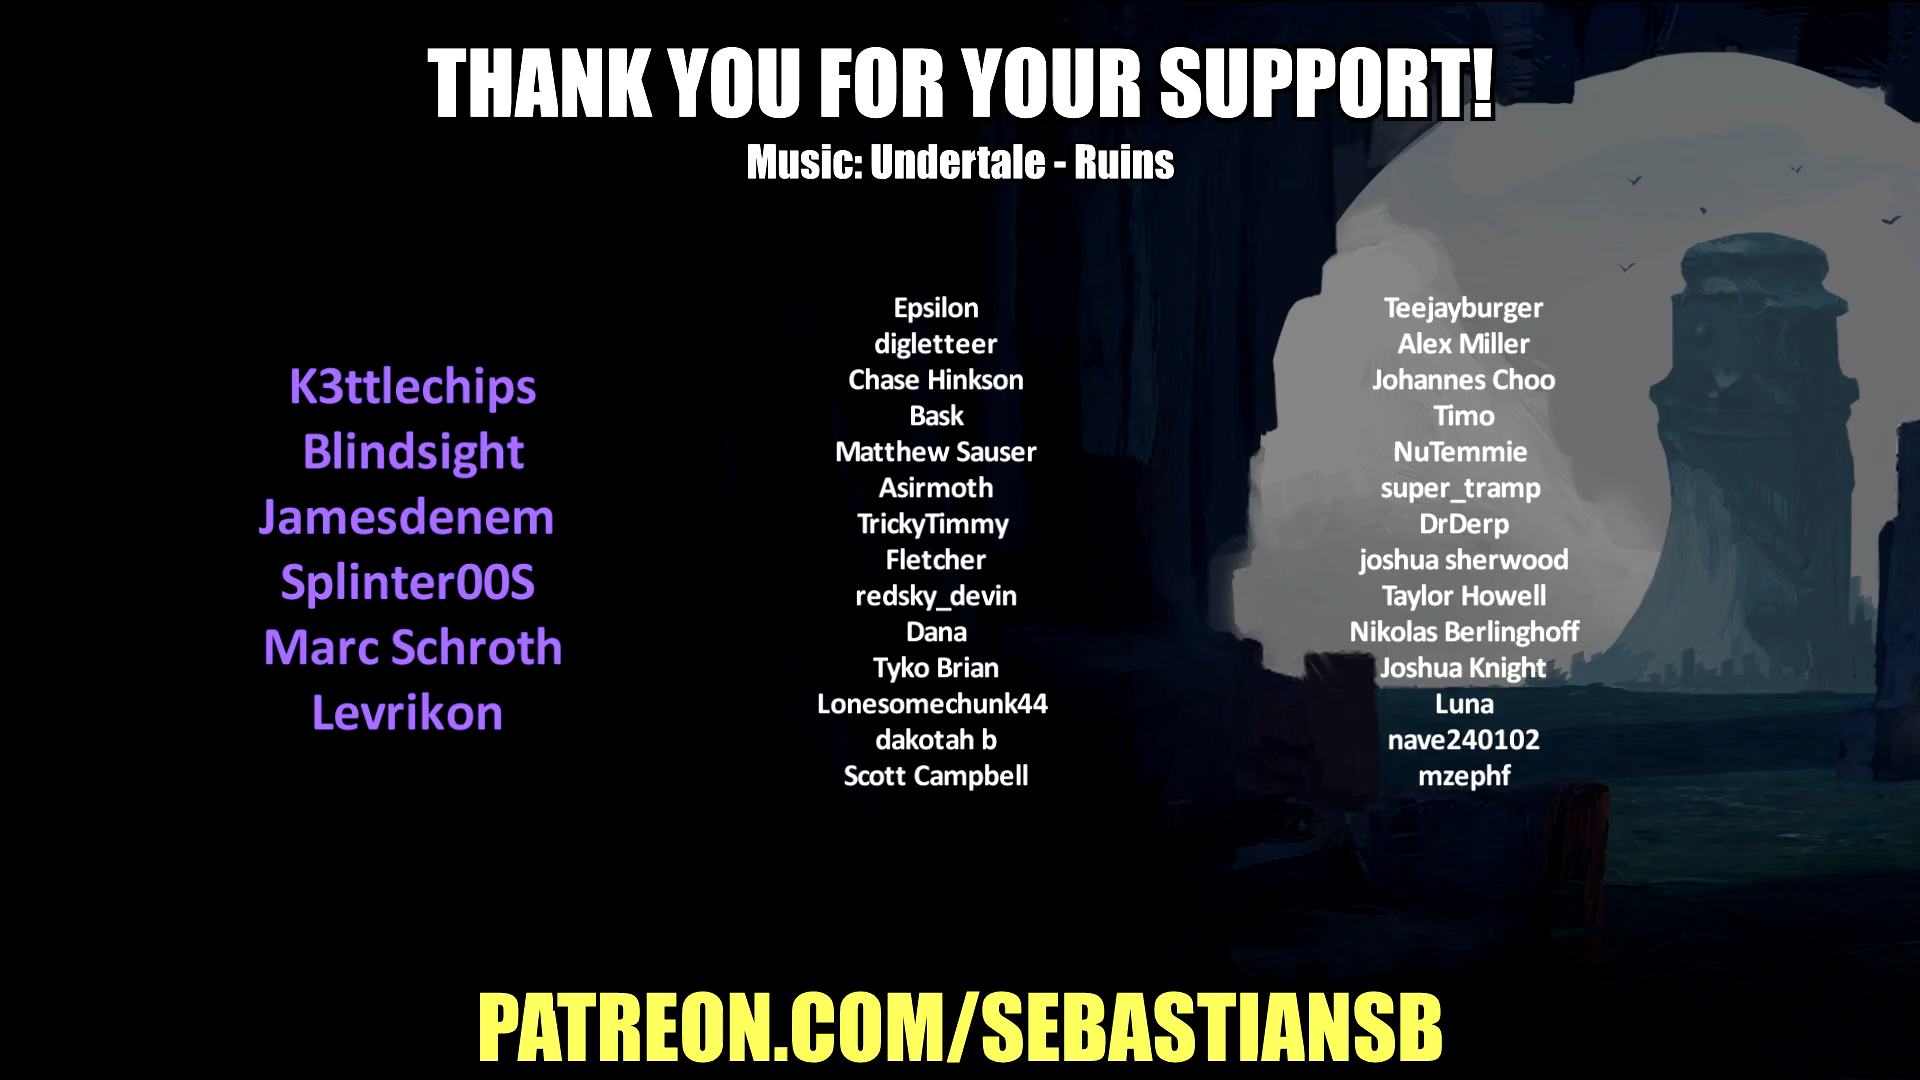 THANK YOU FOR YOUR SUPPORT!
Music: Undertale - Ruins
K3ttlechips
Blindsight
Jamesdenem
Splinter00S
Marc Schroth
Levrikon
Epsilon
digletteer
Chase Hinkson
Bask
Matthew Sauser
Asirmoth
TrickyTimmy
Fletcher
redsky_devin
Dana
Tyko Brian
Lonesomechunk44
dakotah b
Scott Campbell
Teejayburger
Alex Miller
Johannes Choo
Timo
NuTemmie
super_tramp
DrDerp
joshua sherwood
Taylor Howell
Nikolas Berlinghoff
Joshua Knight
Luna
nave240102
mzephf
PATREON.COM/SEBASTIANSB